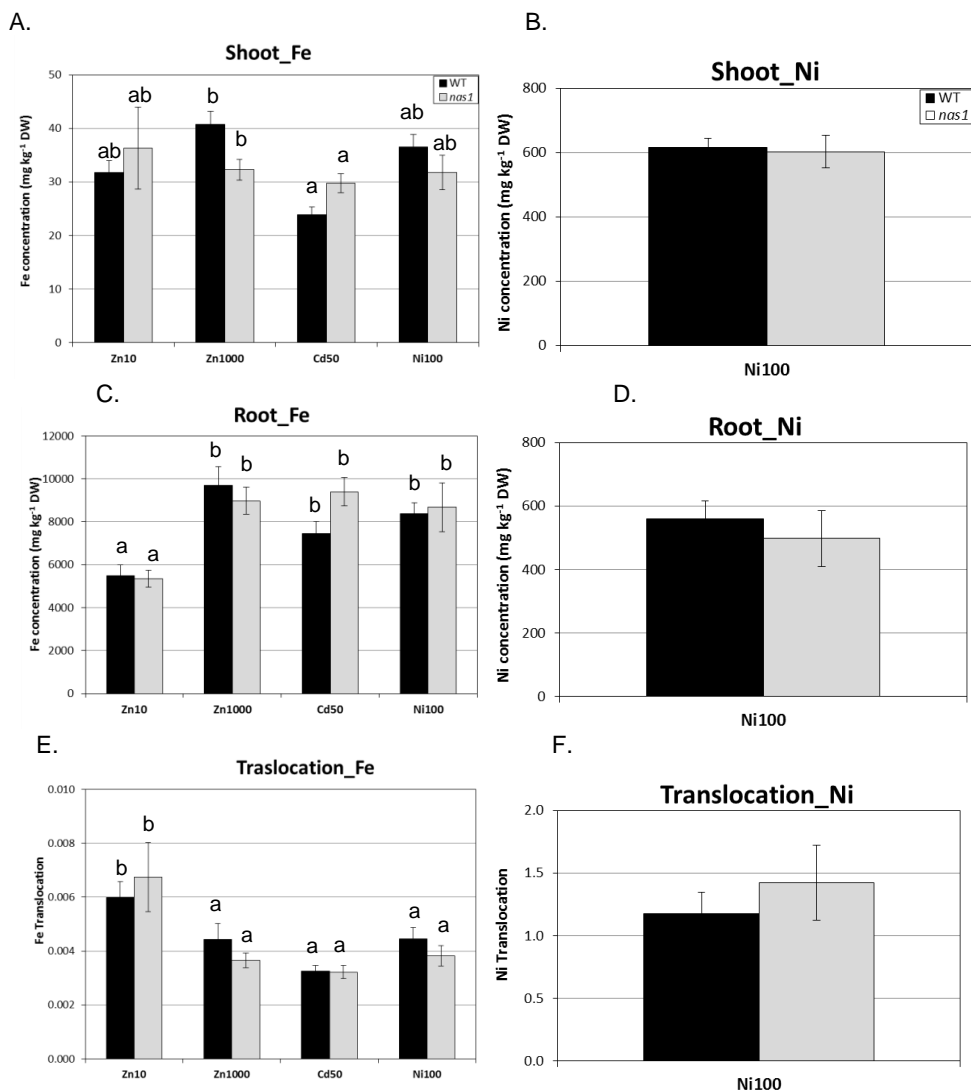 A.
Shoot_Fe
50
40
30
20
10
0
Fe concentration (mg kg⁻¹ DW)
WT
nas1
ab
ab
b
b
a
a
ab
ab
Zn10 Zn1000 Cd50 Ni100
B.
Shoot_Ni
800
600
400
200
0
Ni concentration (mg kg⁻¹ DW)
WT
nas1
Ni100
C.
Root_Fe
12000
10000
8000
6000
4000
2000
0
Fe concentration (mg kg⁻¹ DW)
a
a
b
b
b
b
b
b
Zn10 Zn1000 Cd50 Ni100
D.
Root_Ni
800
600
400
200
0
Ni concentration (mg kg⁻¹ DW)
Ni100
E.
Traslocation_Fe
0.010
0.008
0.006
0.004
0.002
0.000
Fe Translocation
b
b
a
a
a
a
a
a
Zn10 Zn1000 Cd50 Ni100
F.
Translocation_Ni
2.0
1.5
1.0
0.5
0.0
Ni Translocation
Ni100